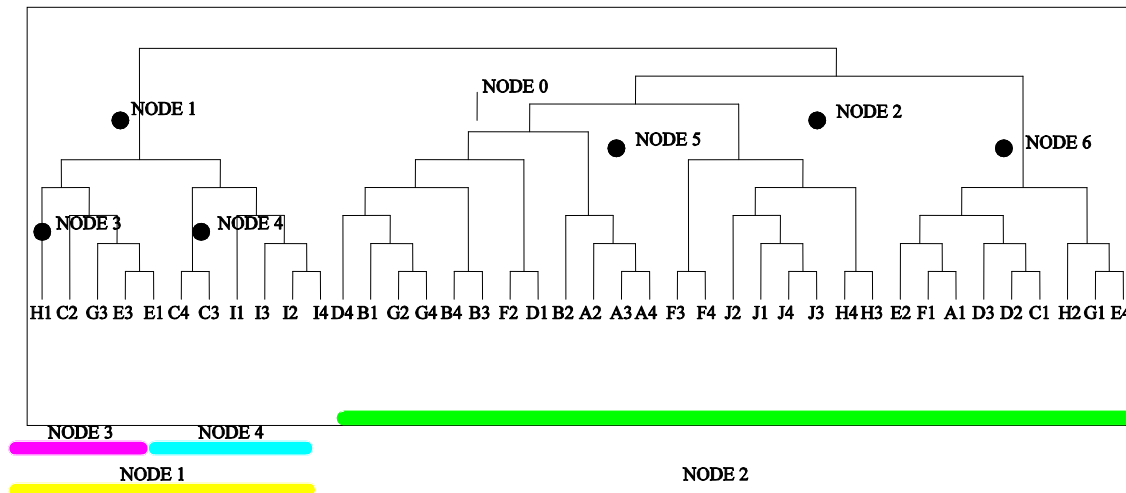 NODE 0
NODE 1
NODE 2
NODE 5
NODE 6
NODE 3
NODE 4
H1 C2 G3 E3 E1 C4 C3 I1 I3 I2 I4 D4 B1 G2 G4 B4 B3 F2 D1 B2 A2 A3 A4 F3 F4 J2 J1 J4 J3 H4 H3 E2 F1 A1 D3 D2 C1 H2 G1 E4
NODE 3 NODE 4
NODE 1 NODE 2